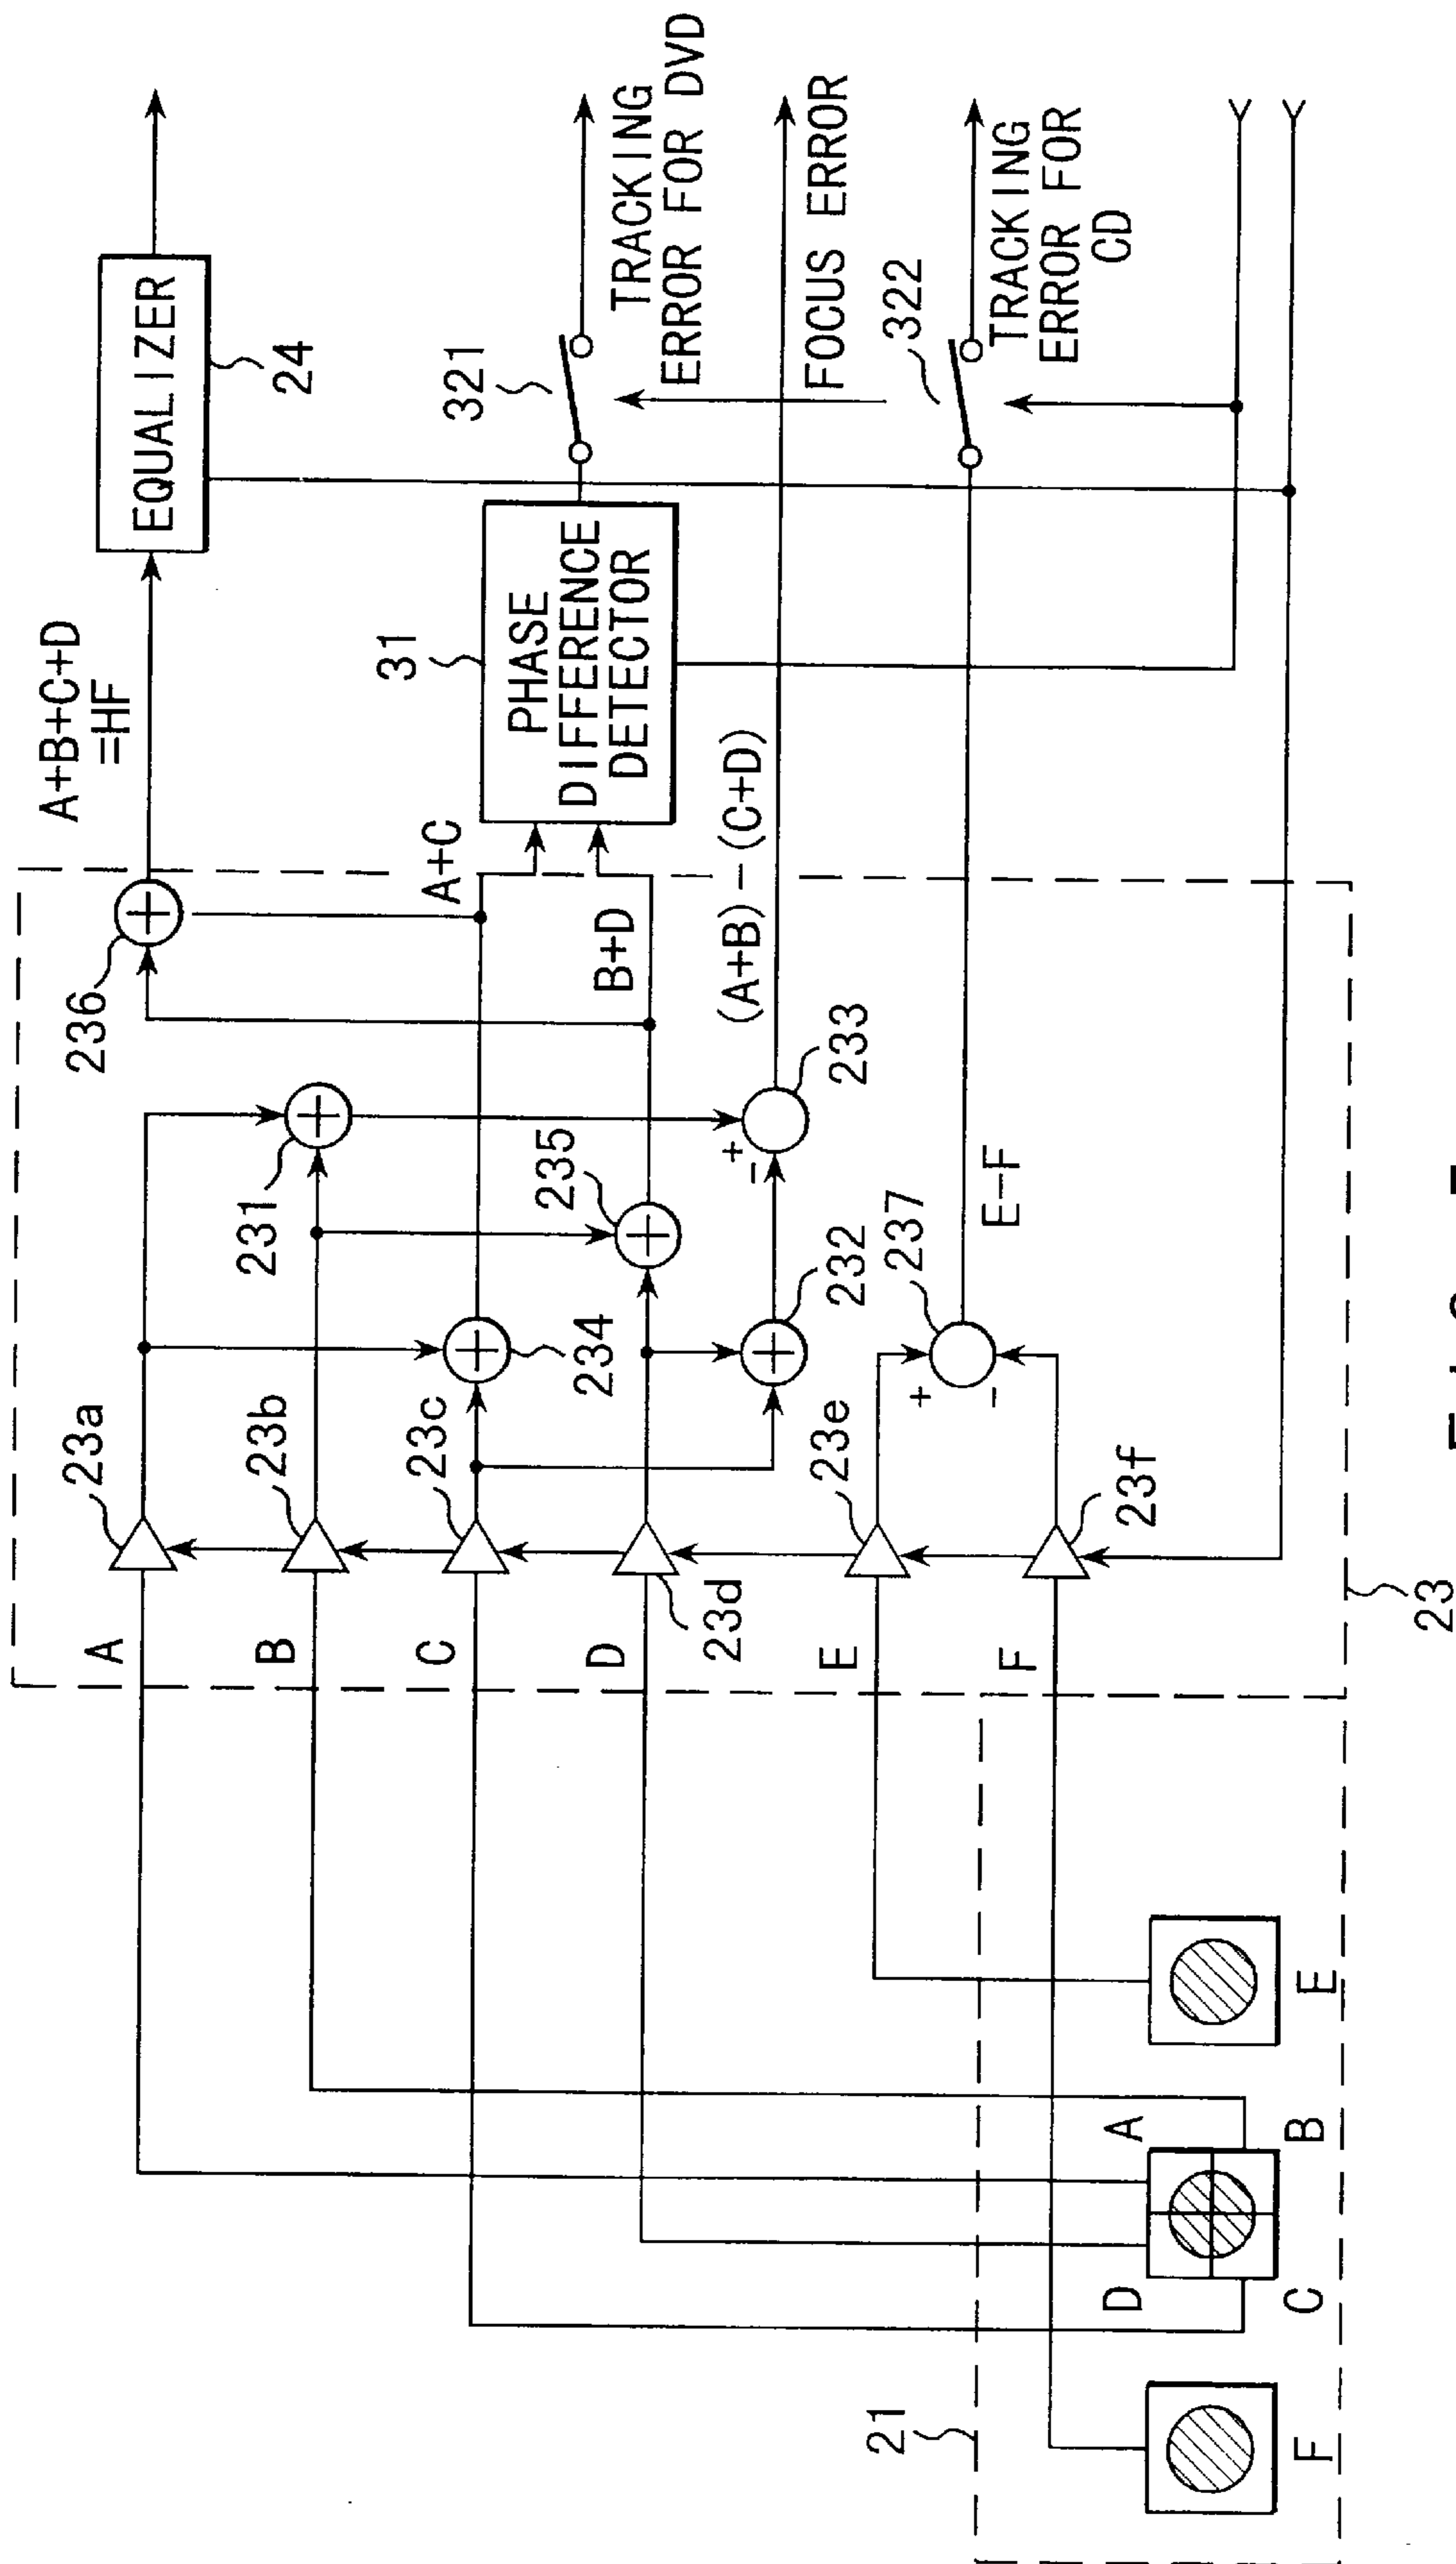 A+B+C+D
=HF
EQUALIZER
24
236
A+C
31
PHASE
DIFFERENCE
DETECTOR
321
TRACKING
ERROR FOR DVD
B+D
(A+B)-(C+D)
FOCUS ERROR
322
TRACKING
ERROR FOR
CD
23a
A
231
23b
B
23c
C
234
235
23d
D
232
233
+
-
23e
E
237
+
-
E-F
23f
F
23
21
F
D
A
C
B
E